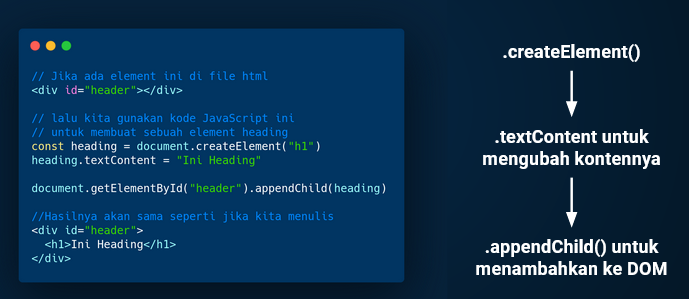 // Jika ada element ini di file html
<div id="header"></div>
// lalu kita gunakan kode JavaScript ini
// untuk membuat sebuah element heading
const heading = document.createElement("h1")
heading.textContent = "Ini Heading"
document.getElementById("header").appendChild(heading)
//Hasilnya akan sama seperti jika kita menulis
<div id="header">
  <h1>Ini Heading</h1>
</div>
.createElement()
.textContent untuk
mengubah kontennya
.appendChild() untuk
menambahkan ke DOM